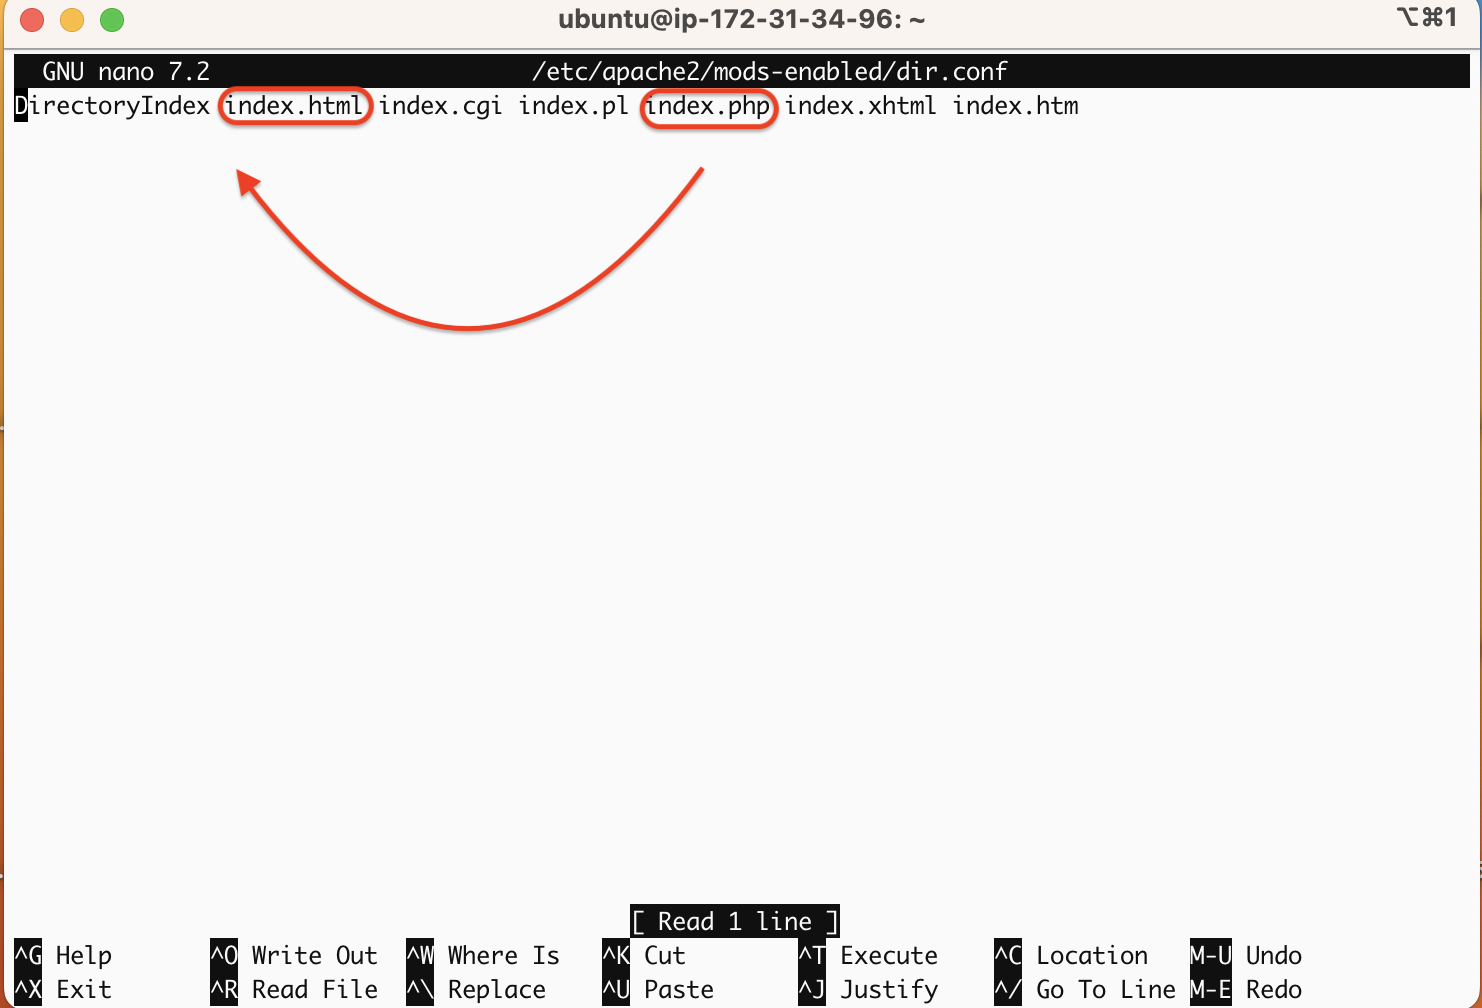 ubuntu@ip-172-31-34-96: ~ ⌥⌘1
GNU nano 7.2 /etc/apache2/mods-enabled/dir.conf
DirectoryIndex index.html index.cgi index.pl index.php index.xhtml index.htm
[ Read 1 line ]
^G Help ^O Write Out ^W Where Is ^K Cut ^T Execute ^C Location M-U Undo
^X Exit ^R Read File ^\ Replace ^U Paste ^J Justify ^/ Go To Line M-E Redo